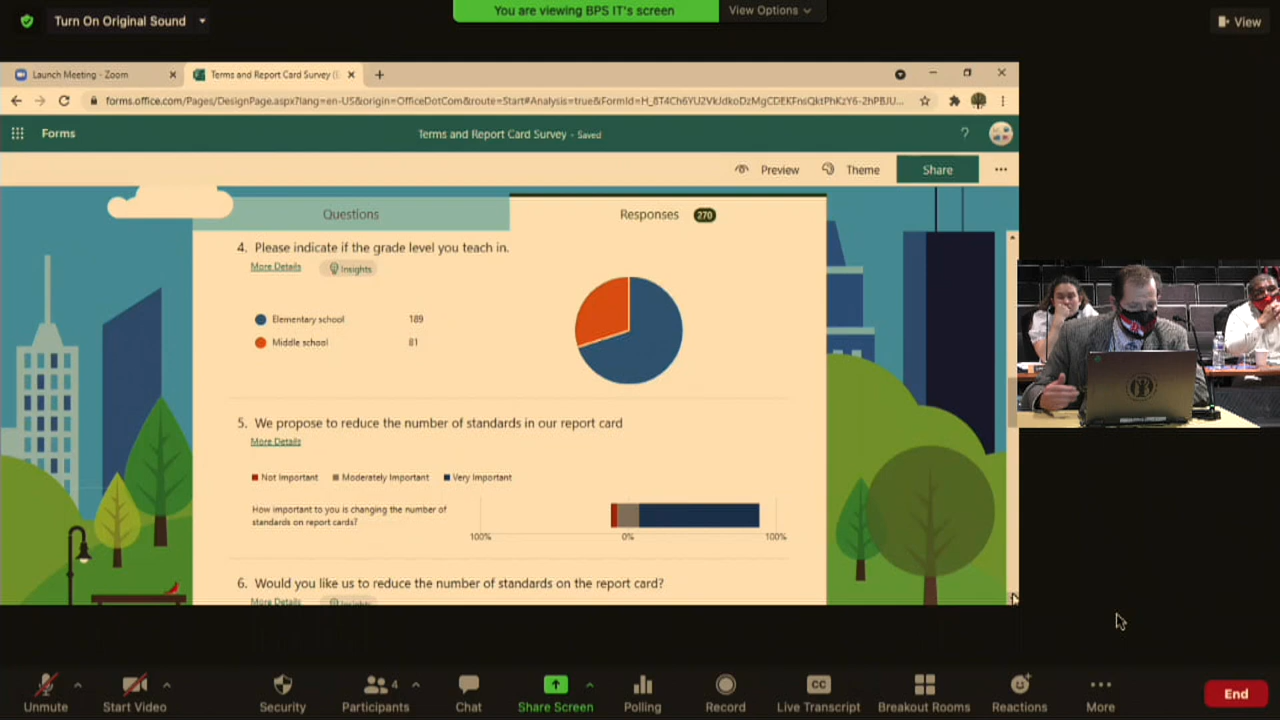 Turn On Original Sound
You are viewing BPS IT's screen
View Options
View
Launch Meeting - Zoom
Terms and Report Card Survey (
Forms
Terms and Report Card Survey - Saved
?
Preview
Theme
Share
Questions
Responses 270
4. Please indicate if the grade level you teach in.
More Details
Insights
Elementary school 189
Middle school 81
5. We propose to reduce the number of standards in our report card
More Details
Not Important
Moderately Important
Very Important
How important to you is changing the number of
standards on report cards?
100% 0% 100%
6. Would you like us to reduce the number of standards on the report card?
More Details
Insights
Unmute
Start Video
Security
4
Participants
Chat
Share Screen
Polling
Record
CC
Live Transcript
Breakout Rooms
Reactions
More
End